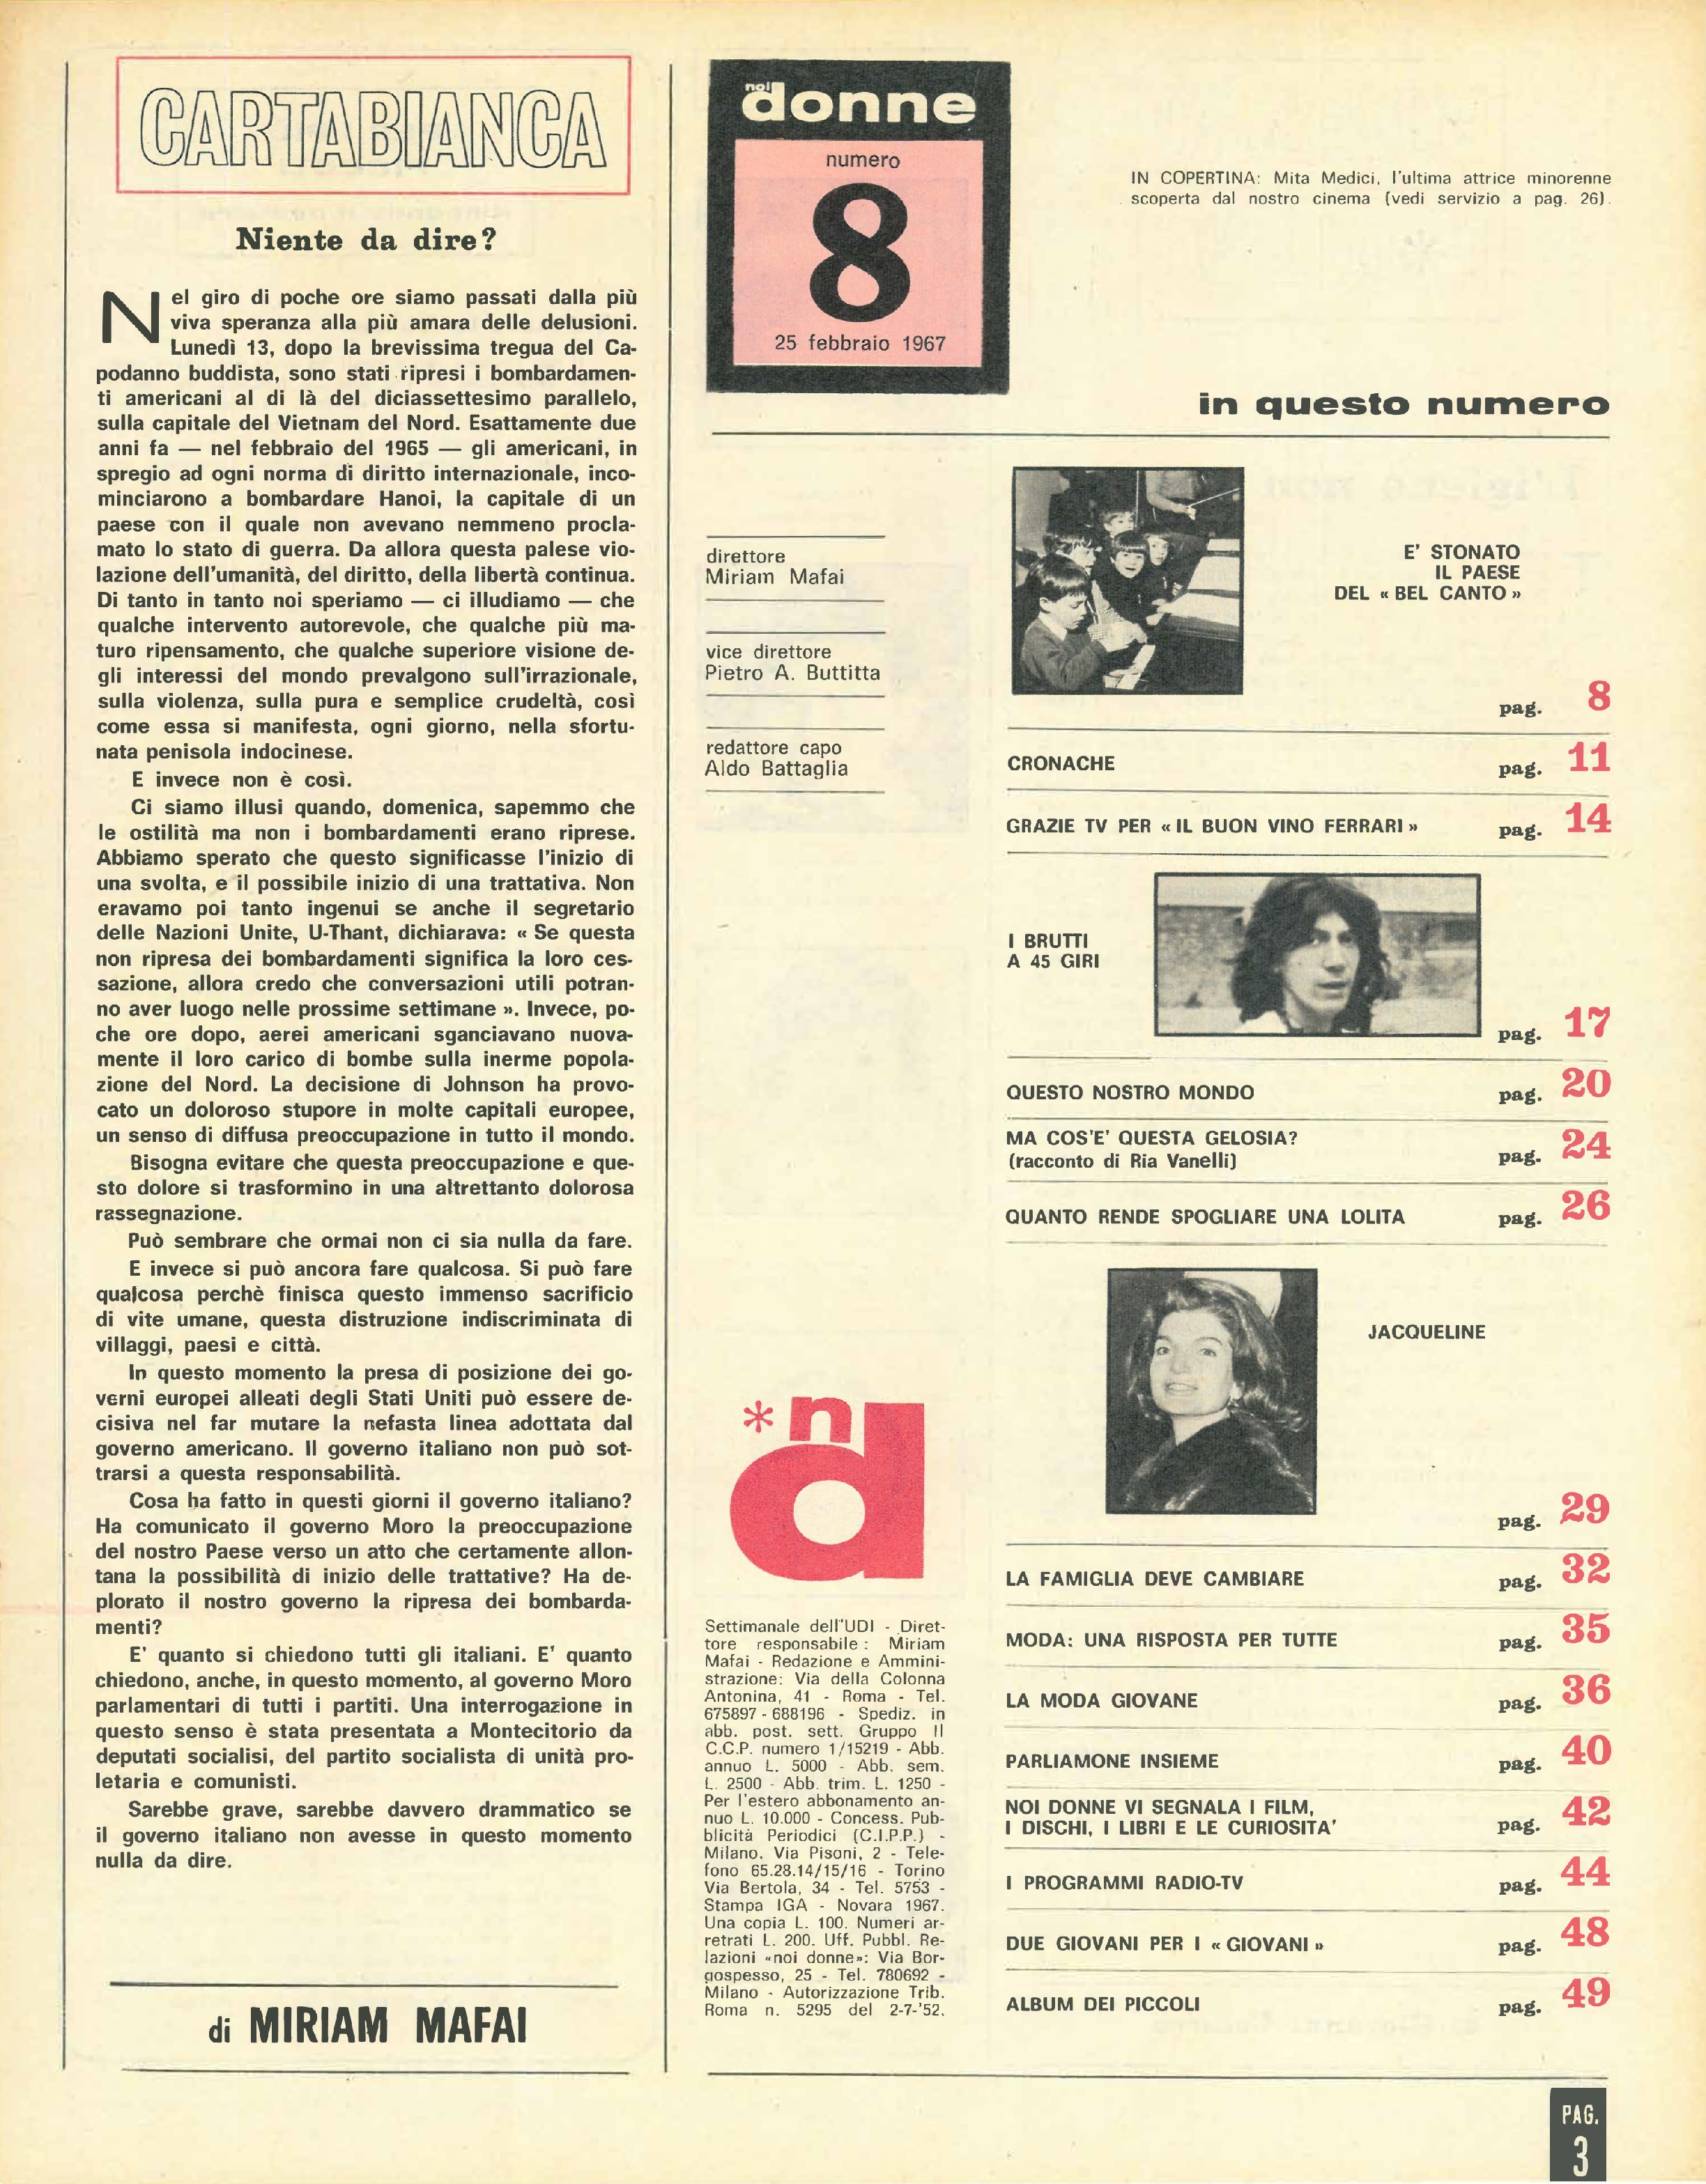 CARTABIANCA
Niente da dire?
Nel giro di poche ore siamo passati dalla più
viva speranza alla più amara delle delusioni.
Lunedì 13, dopo la brevissima tregua del Ca-
podanno buddista, sono stati ripresi i bombardamen-
ti americani al di là del diciassettesimo parallelo,
sulla capitale del Vietnam del Nord. Esattamente due
anni fa — nel febbraio del 1965 — gli americani, in
spregio ad ogni norma di diritto internazionale, inco-
minciarono a bombardare Hanoi, la capitale di un
paese con il quale non avevano nemmeno procla-
mato lo stato di guerra. Da allora questa palese vio-
lazione dell'umanità, del diritto, della libertà continua.
Di tanto in tanto noi speriamo — ci illudiamo — che
qualche intervento autorevole, che qualche più ma-
turo ripensamento, che qualche superiore visione de-
gli interessi del mondo prevalgono sull'irrazionale,
sulla violenza, sulla pura e semplice crudeltà, così
come essa si manifesta, ogni giorno, nella sfortu-
nata penisola indocinese.
E invece non è così.
Ci siamo illusi quando, domenica, sapemmo che
le ostilità ma non i bombardamenti erano riprese.
Abbiamo sperato che questo significasse l'inizio di
una svolta, e il possibile inizio di una trattativa. Non
eravamo poi tanto ingenui se anche il segretario
delle Nazioni Unite, U-Thant, dichiarava: « Se questa
non ripresa dei bombardamenti significa la loro ces-
sazione, allora credo che conversazioni utili potran-
no aver luogo nelle prossime settimane ». Invece, po-
che ore dopo, aerei americani sganciavano nuova-
mente il loro carico di bombe sulla inerme popola-
zione del Nord. La decisione di Johnson ha provo-
cato un doloroso stupore in molte capitali europee,
un senso di diffusa preoccupazione in tutto il mondo.
Bisogna evitare che questa preoccupazione e que-
sto dolore si trasformino in una altrettanto dolorosa
rassegnazione.
Può sembrare che ormai non ci sia nulla da fare.
E invece si può ancora fare qualcosa. Si può fare
qualcosa perchè finisca questo immenso sacrificio
di vite umane, questa distruzione indiscriminata di
villaggi, paesi e città.
In questo momento la presa di posizione dei go-
verni europei alleati degli Stati Uniti può essere de-
cisiva nel far mutare la nefasta linea adottata dal
governo americano. Il governo italiano non può sot-
trarsi a questa responsabilità.
Cosa ha fatto in questi giorni il governo italiano?
Ha comunicato il governo Moro la preoccupazione
del nostro Paese verso un atto che certamente allon-
tana la possibilità di inizio delle trattative? Ha de-
plorato il nostro governo la ripresa dei bombarda-
menti?
E' quanto si chiedono tutti gli italiani. E' quanto
chiedono, anche, in questo momento, al governo Moro
parlamentari di tutti i partiti. Una interrogazione in
questo senso è stata presentata a Montecitorio da
deputati socialisi, del partito socialista di unità pro-
letaria e comunisti.
Sarebbe grave, sarebbe davvero drammatico se
il governo italiano non avesse in questo momento
nulla da dire.
di MIRIAM MAFAI
noi donne
numero
8
25 febbraio 1967
IN COPERTINA: Mita Medici, l'ultima attrice minorenne
scoperta dal nostro cinema (vedi servizio a pag. 26).
in questo numero
direttore
Miriam Mafai
vice direttore
Pietro A. Buttitta
redattore capo
Aldo Battaglia
*nd
Settimanale dell'UDI - Diret-
tore responsabile: Miriam
Mafai - Redazione e Ammini-
strazione: Via della Colonna
Antonina, 41 - Roma - Tel.
675897 - 688196 - Spediz. in
abb. post. sett. Gruppo II
C.C.P. numero 1/15219 - Abb.
annuo L. 5000 - Abb. sem.
L. 2500 - Abb. trim. L. 1250 -
Per l'estero abbonamento an-
nuo L. 10.000 - Concess. Pub-
blicità Periodici (C.I.P.P.) -
Milano. Via Pisoni, 2 - Tele-
fono 65.28.14/15/16 - Torino
Via Bertola, 34 - Tel. 5753 -
Stampa IGA - Novara 1967.
Una copia L. 100. Numeri ar-
retrati L. 200. Uff. Pubbl. Re-
lazioni «noi donne»: Via Bor-
gospesso, 25 - Tel. 780692 -
Milano - Autorizzazione Trib.
Roma n. 5295 del 2-7-'52.
E' STONATO
IL PAESE
DEL « BEL CANTO »
pag. 8
CRONACHE pag. 11
GRAZIE TV PER « IL BUON VINO FERRARI » pag. 14
I BRUTTI
A 45 GIRI
pag. 17
QUESTO NOSTRO MONDO pag. 20
MA COS'E' QUESTA GELOSIA?
(racconto di Ria Vanelli) pag. 24
QUANTO RENDE SPOGLIARE UNA LOLITA pag. 26
JACQUELINE
pag. 29
LA FAMIGLIA DEVE CAMBIARE pag. 32
MODA: UNA RISPOSTA PER TUTTE pag. 35
LA MODA GIOVANE pag. 36
PARLIAMONE INSIEME pag. 40
NOI DONNE VI SEGNALA I FILM,
I DISCHI, I LIBRI E LE CURIOSITA' pag. 42
I PROGRAMMI RADIO-TV pag. 44
DUE GIOVANI PER I « GIOVANI » pag. 48
ALBUM DEI PICCOLI pag. 49
PAG.
3